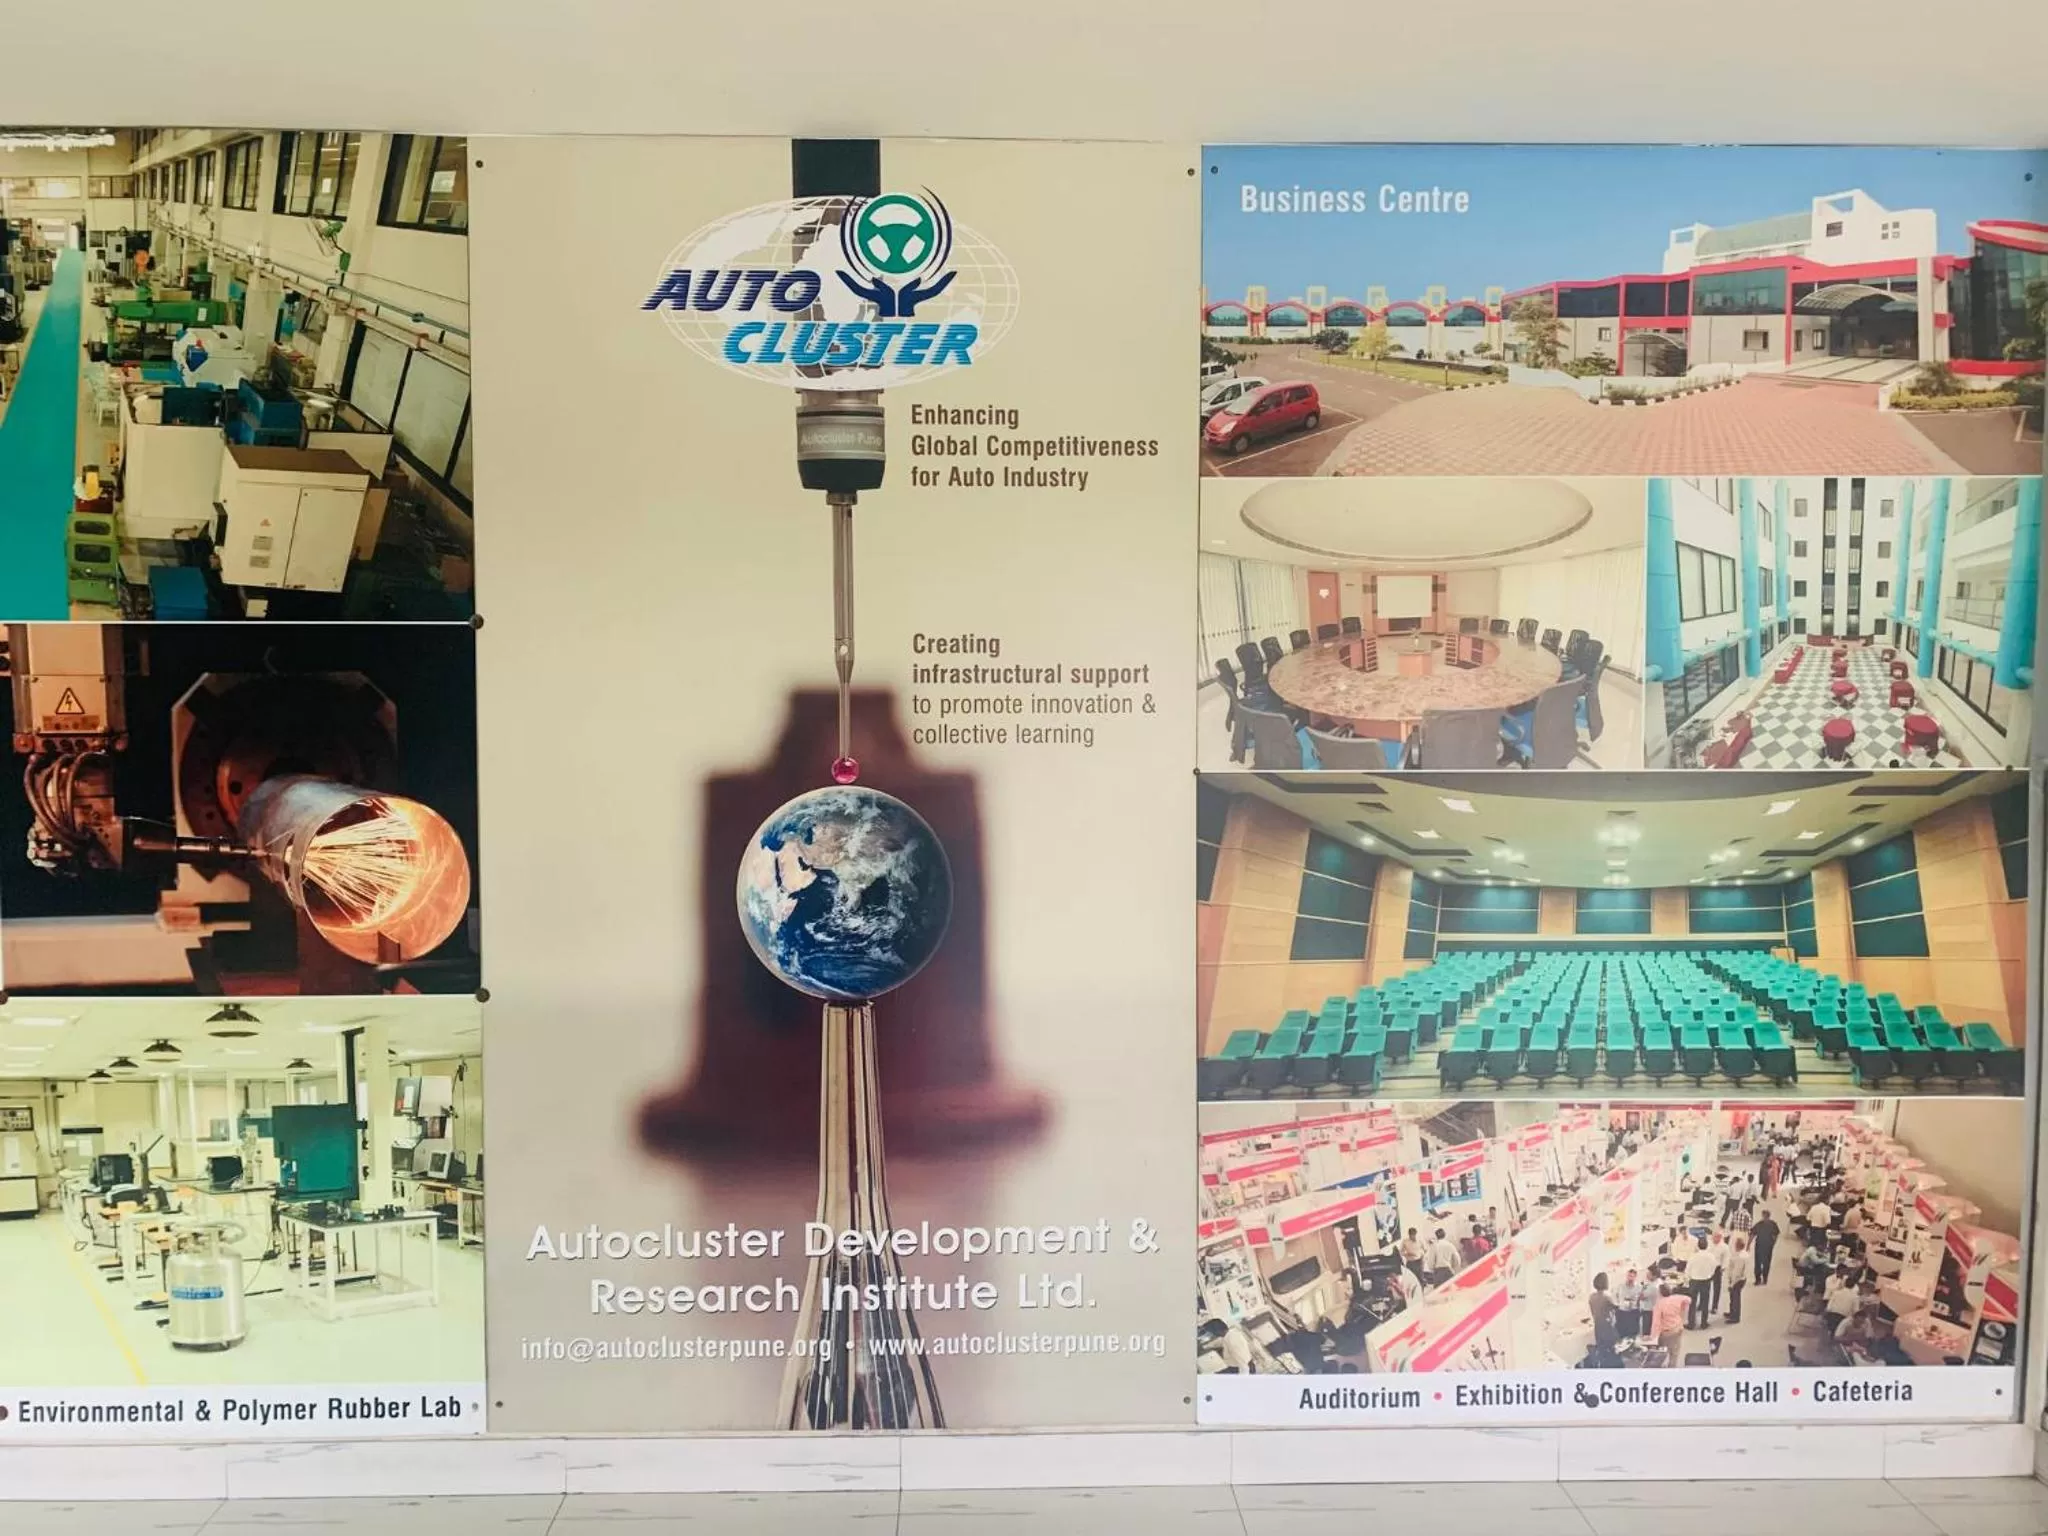 AUTO
CLUSTER
Autocluster Pune
Enhancing
Global Competitiveness
for Auto Industry
Creating
infrastructural support
to promote innovation &
collective learning
Autocluster Development &
Research Institute Ltd.
info@autoclusterpune.org • www.autoclusterpune.org
• Environmental & Polymer Rubber Lab
Business Centre
Auditorium • Exhibition & Conference Hall • Cafeteria